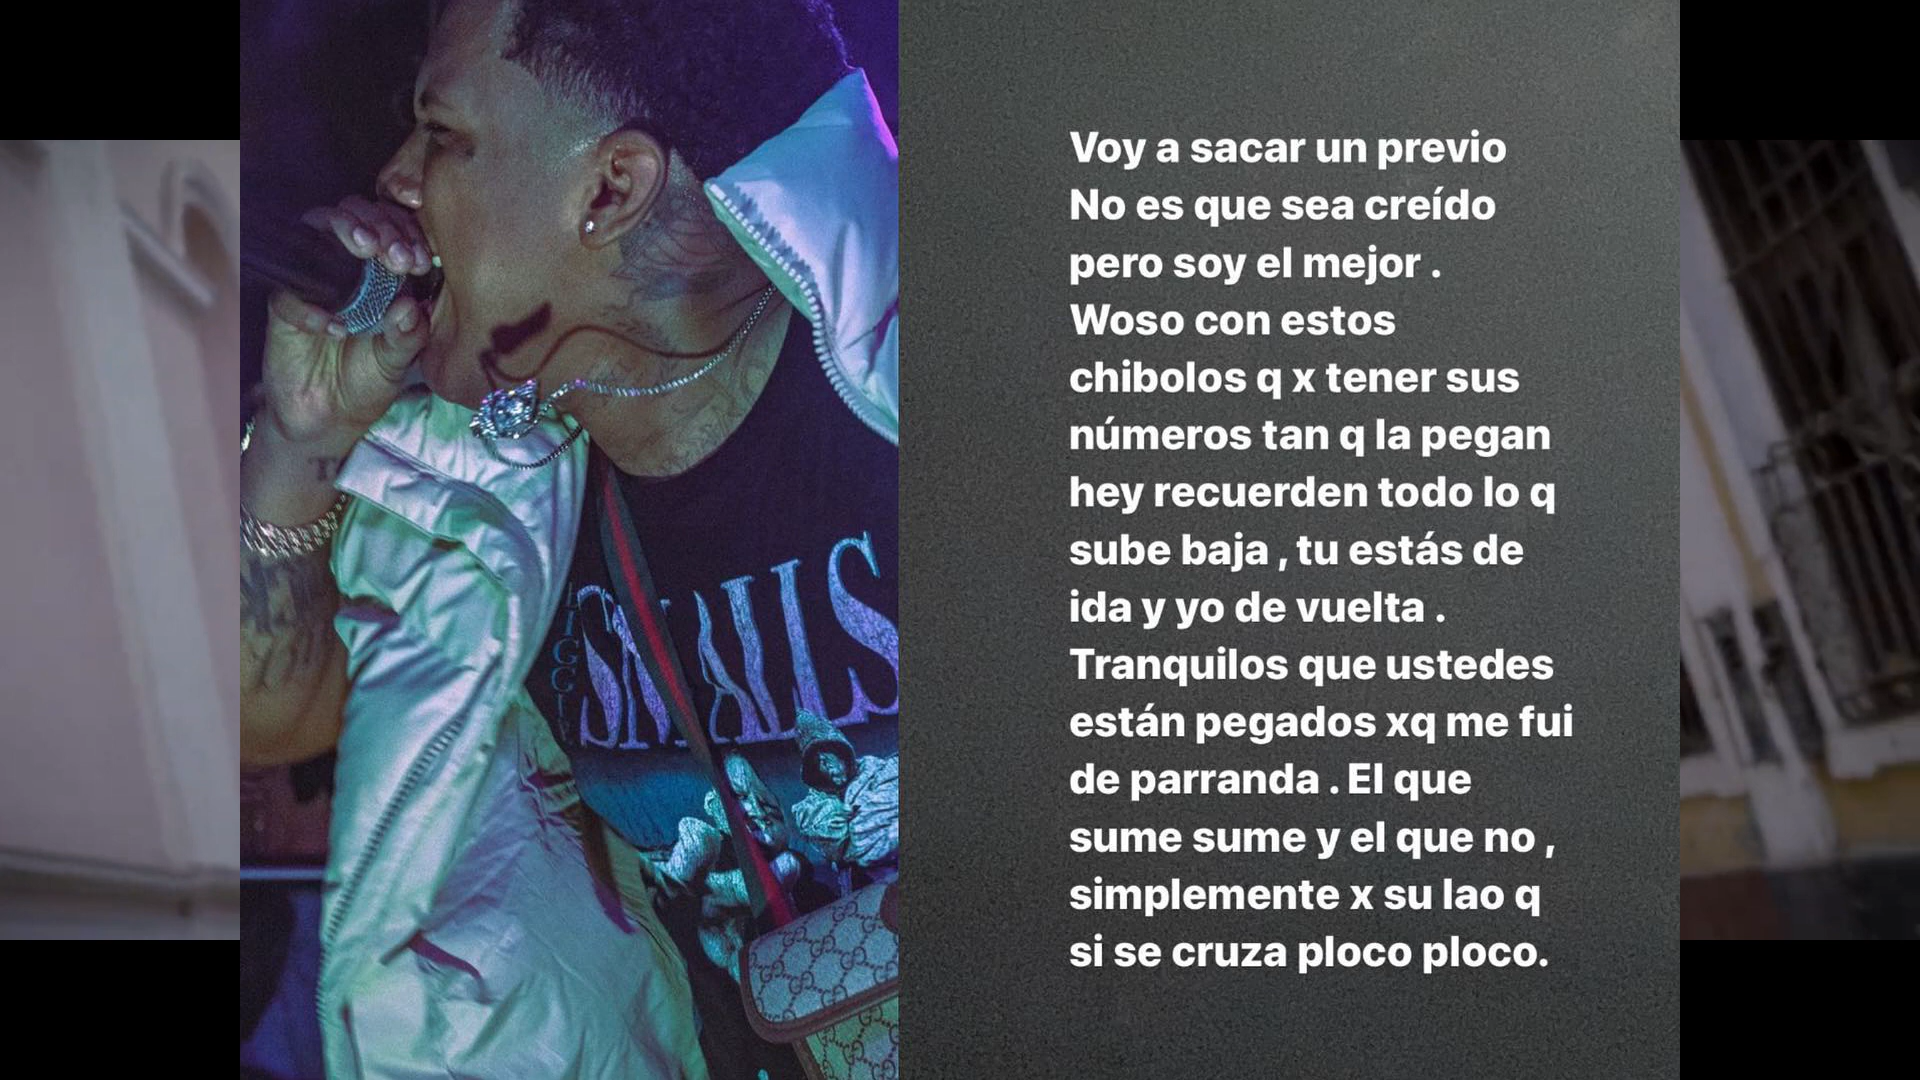 Voy a sacar un previo
No es que sea creído
pero soy el mejor .
Woso con estos
chibolos q x tener sus
números tan q la pegan
hey recuerden todo lo q
sube baja , tu estás de
ida y yo de vuelta .
Tranquilos que ustedes
están pegados xq me fui
de parranda . El que
sume sume y el que no ,
simplemente x su lao q
si se cruza ploco ploco.
SMALLS